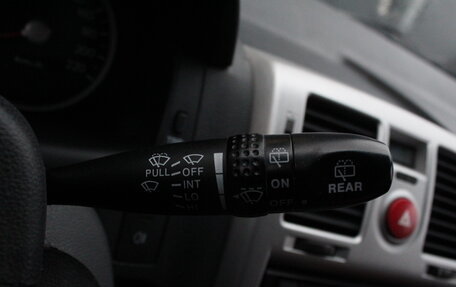 PULL OFF
INT
LO
ON
OFF
REAR